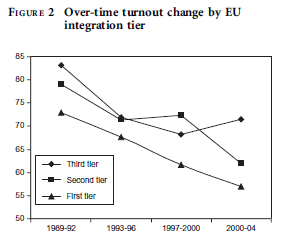 FIGURE 2 Over-time turnout change by EU
integration tier
85
80
75
70
65
60
55
50
Third tier
Second tier
First tier
1989-92 1993-96 1997-2000 2000-04